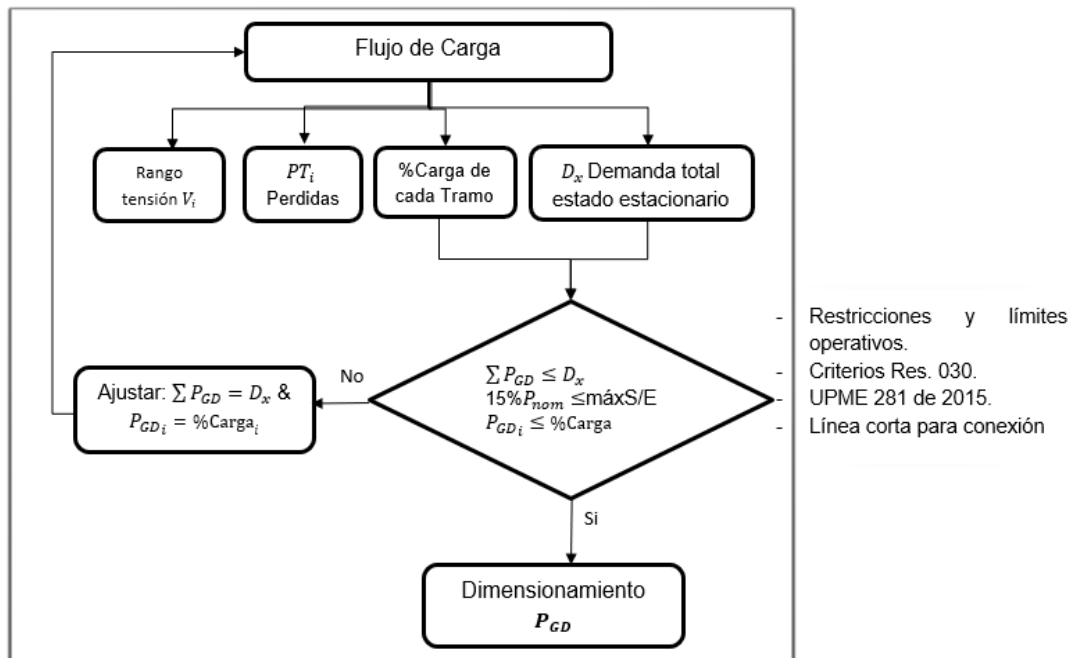 Flujo de Carga
Rango
tensión V_i
PT_i
Perdidas
%Carga de
cada Tramo
D_x Demanda total
estado estacionario
∑ P_GD ≤ D_x
15%P_nom ≤máxS/E
P_GD_i ≤ %Carga
No
Ajustar: ∑ P_GD = D_x &
P_GD_i = %Carga_i
Si
Dimensionamiento
P_GD
- Restricciones y límites
operativos.
- Criterios Res. 030.
- UPME 281 de 2015.
- Línea corta para conexión